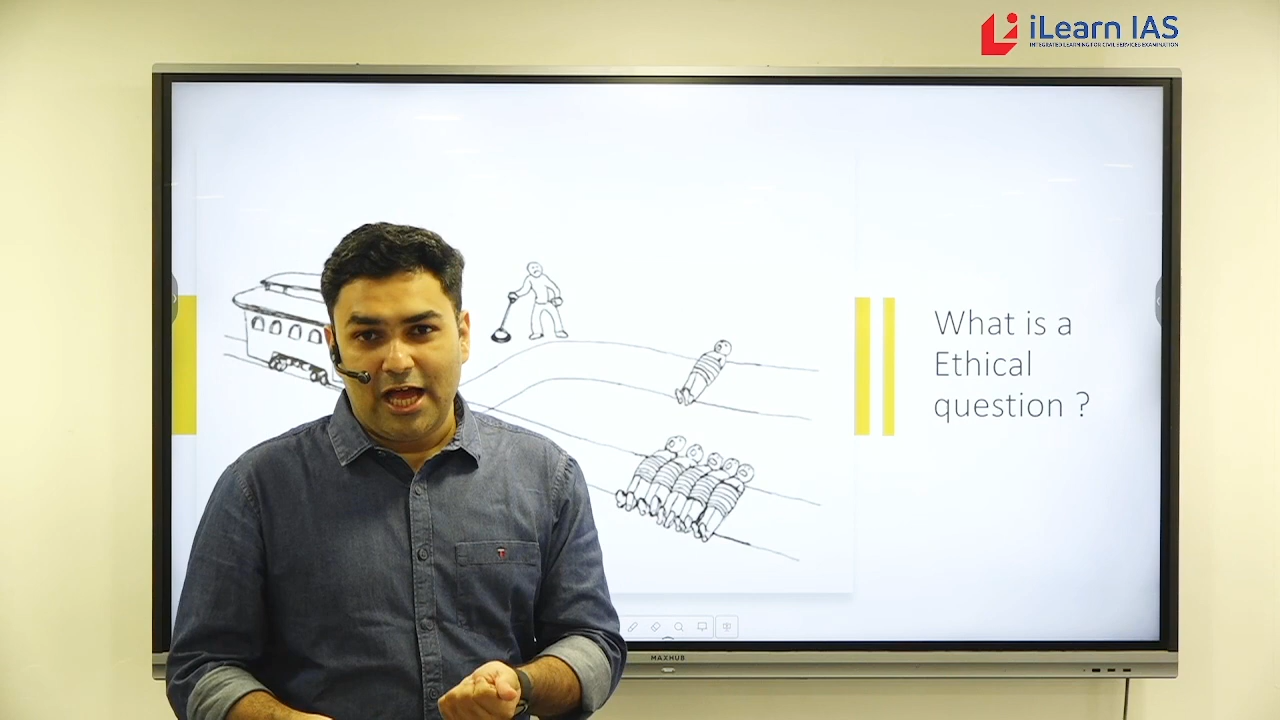 iLearn IAS
INTEGRATED LEARNING FOR CIVIL SERVICES EXAMINATION
What is a
Ethical
question ?
MAXHUB